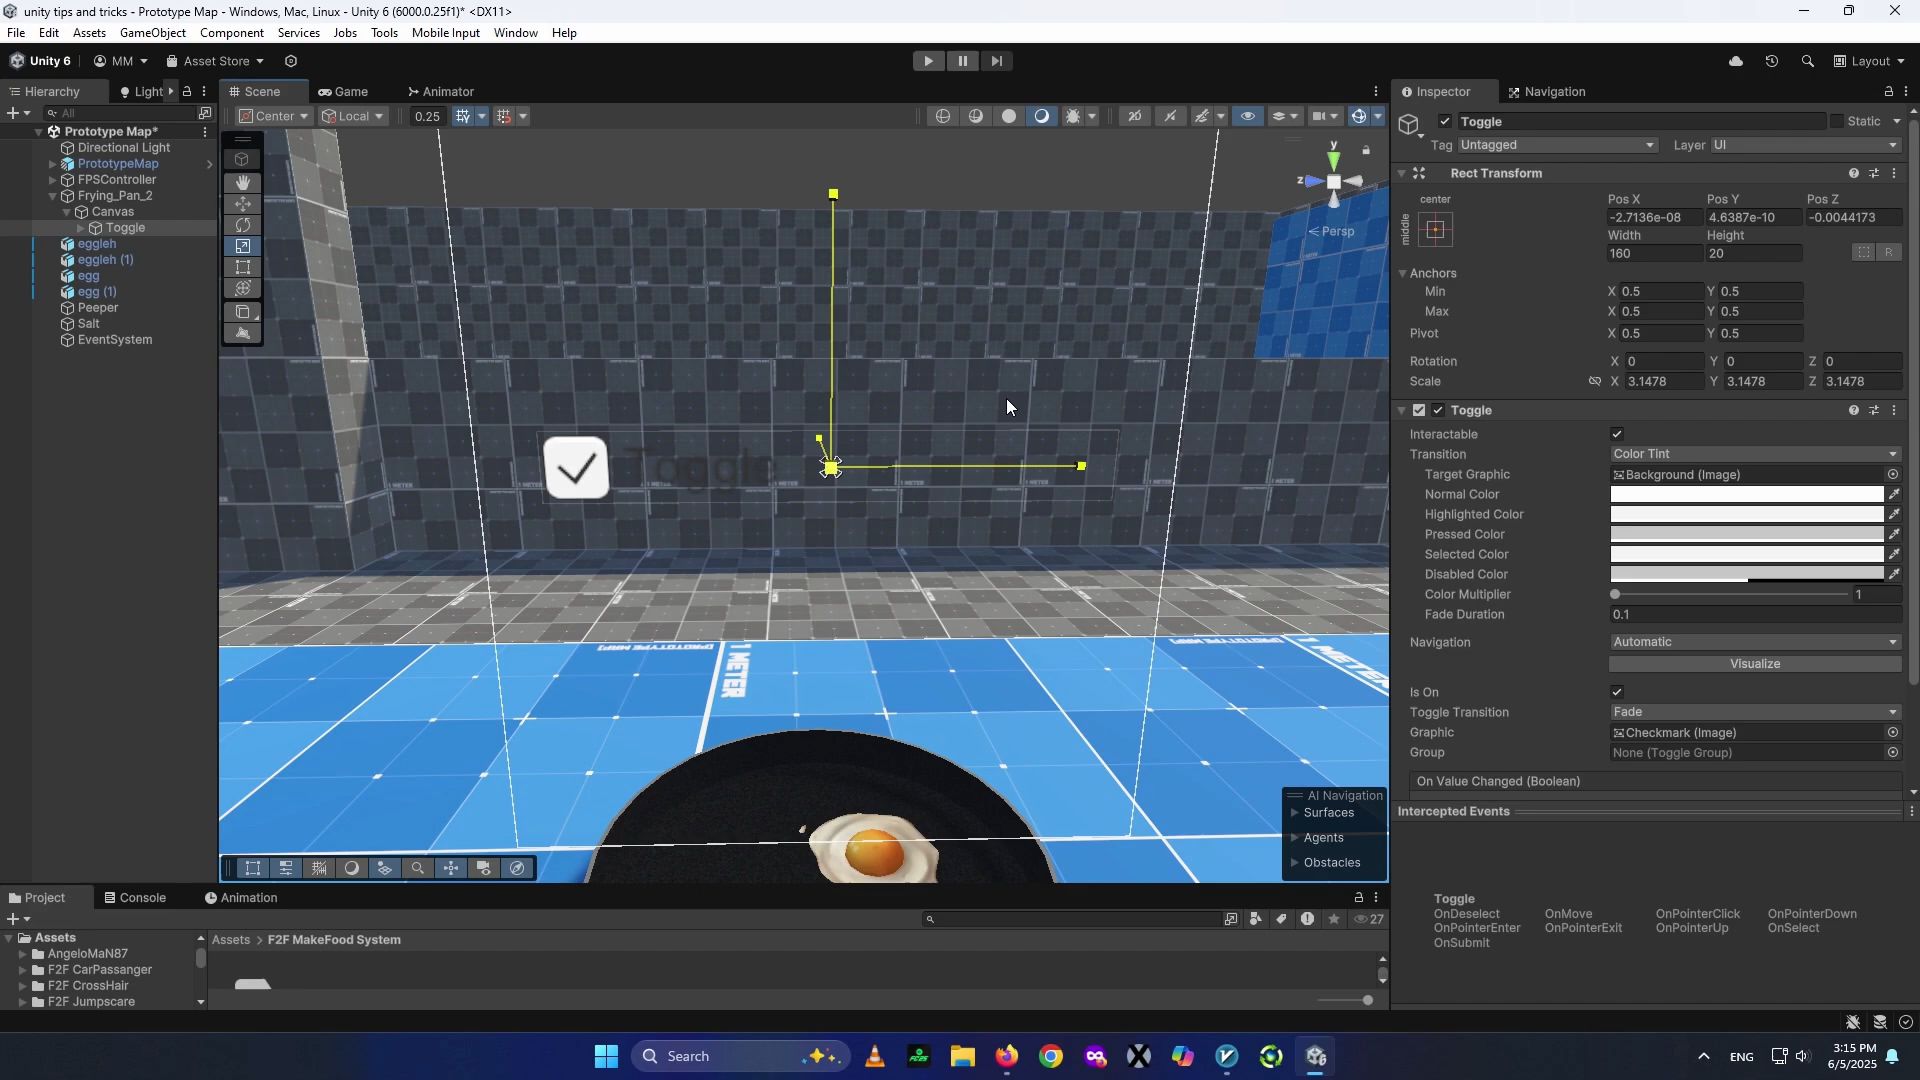 unity tips and tricks - Prototype Map - Windows, Mac, Linux - Unity 6 (6000.0.25f1)* <DX11>
File Edit Assets GameObject Component Services Jobs Tools Mobile Input Window Help
Unity 6 MM Asset Store Layout
Hierarchy Light Scene Game Animator Inspector Navigation
All
Center Local 0.25 2D
Toggle Static
Tag Untagged Layer UI
Prototype Map*
Directional Light
PrototypeMap
FPSController
Frying_Pan_2
Canvas
Toggle
eggleh
eggleh (1)
egg
egg (1)
Peeper
Salt
EventSystem
y
z
Persp
Toggle
1 METER
AI Navigation
Surfaces
Agents
Obstacles
Rect Transform
center Pos X Pos Y Pos Z
middle -2.7136e-08 4.6387e-10 -0.0044173
Width Height
160 20 R
Anchors
Min X 0.5 Y 0.5
Max X 0.5 Y 0.5
Pivot X 0.5 Y 0.5
Rotation X 0 Y 0 Z 0
Scale X 3.1478 Y 3.1478 Z 3.1478
Toggle
Interactable
Transition Color Tint
Target Graphic Background (Image)
Normal Color
Highlighted Color
Pressed Color
Selected Color
Disabled Color
Color Multiplier 1
Fade Duration 0.1
Navigation Automatic
Visualize
Is On
Toggle Transition Fade
Graphic Checkmark (Image)
Group None (Toggle Group)
On Value Changed (Boolean)
Intercepted Events
Toggle
OnDeselect OnMove OnPointerClick OnPointerDown
OnPointerEnter OnPointerExit OnPointerUp OnSelect
OnSubmit
Project Console Animation
27
Assets
AngeloMaN87
F2F CarPassanger
F2F CrossHair
F2F Jumpscare
Assets > F2F MakeFood System
Search
ENG
3:15 PM
6/5/2025